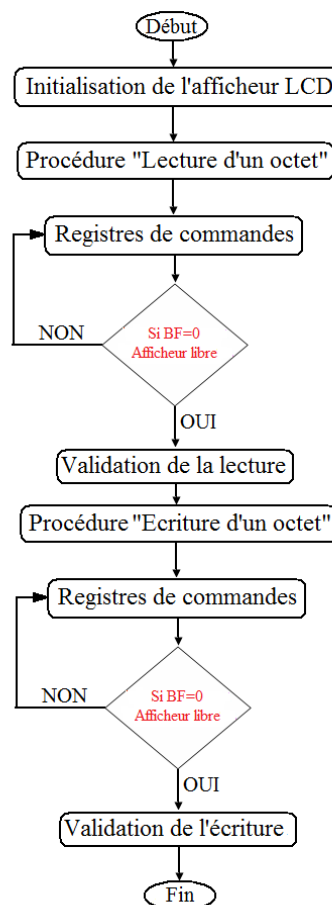 Début
Initialisation de l'afficheur LCD
Procédure "Lecture d'un octet"
Registres de commandes
NON
Si BF=0
Afficheur libre
OUI
Validation de la lecture
Procédure "Ecriture d'un octet"
Registres de commandes
NON
Si BF=0
Afficheur libre
OUI
Validation de l'écriture
Fin